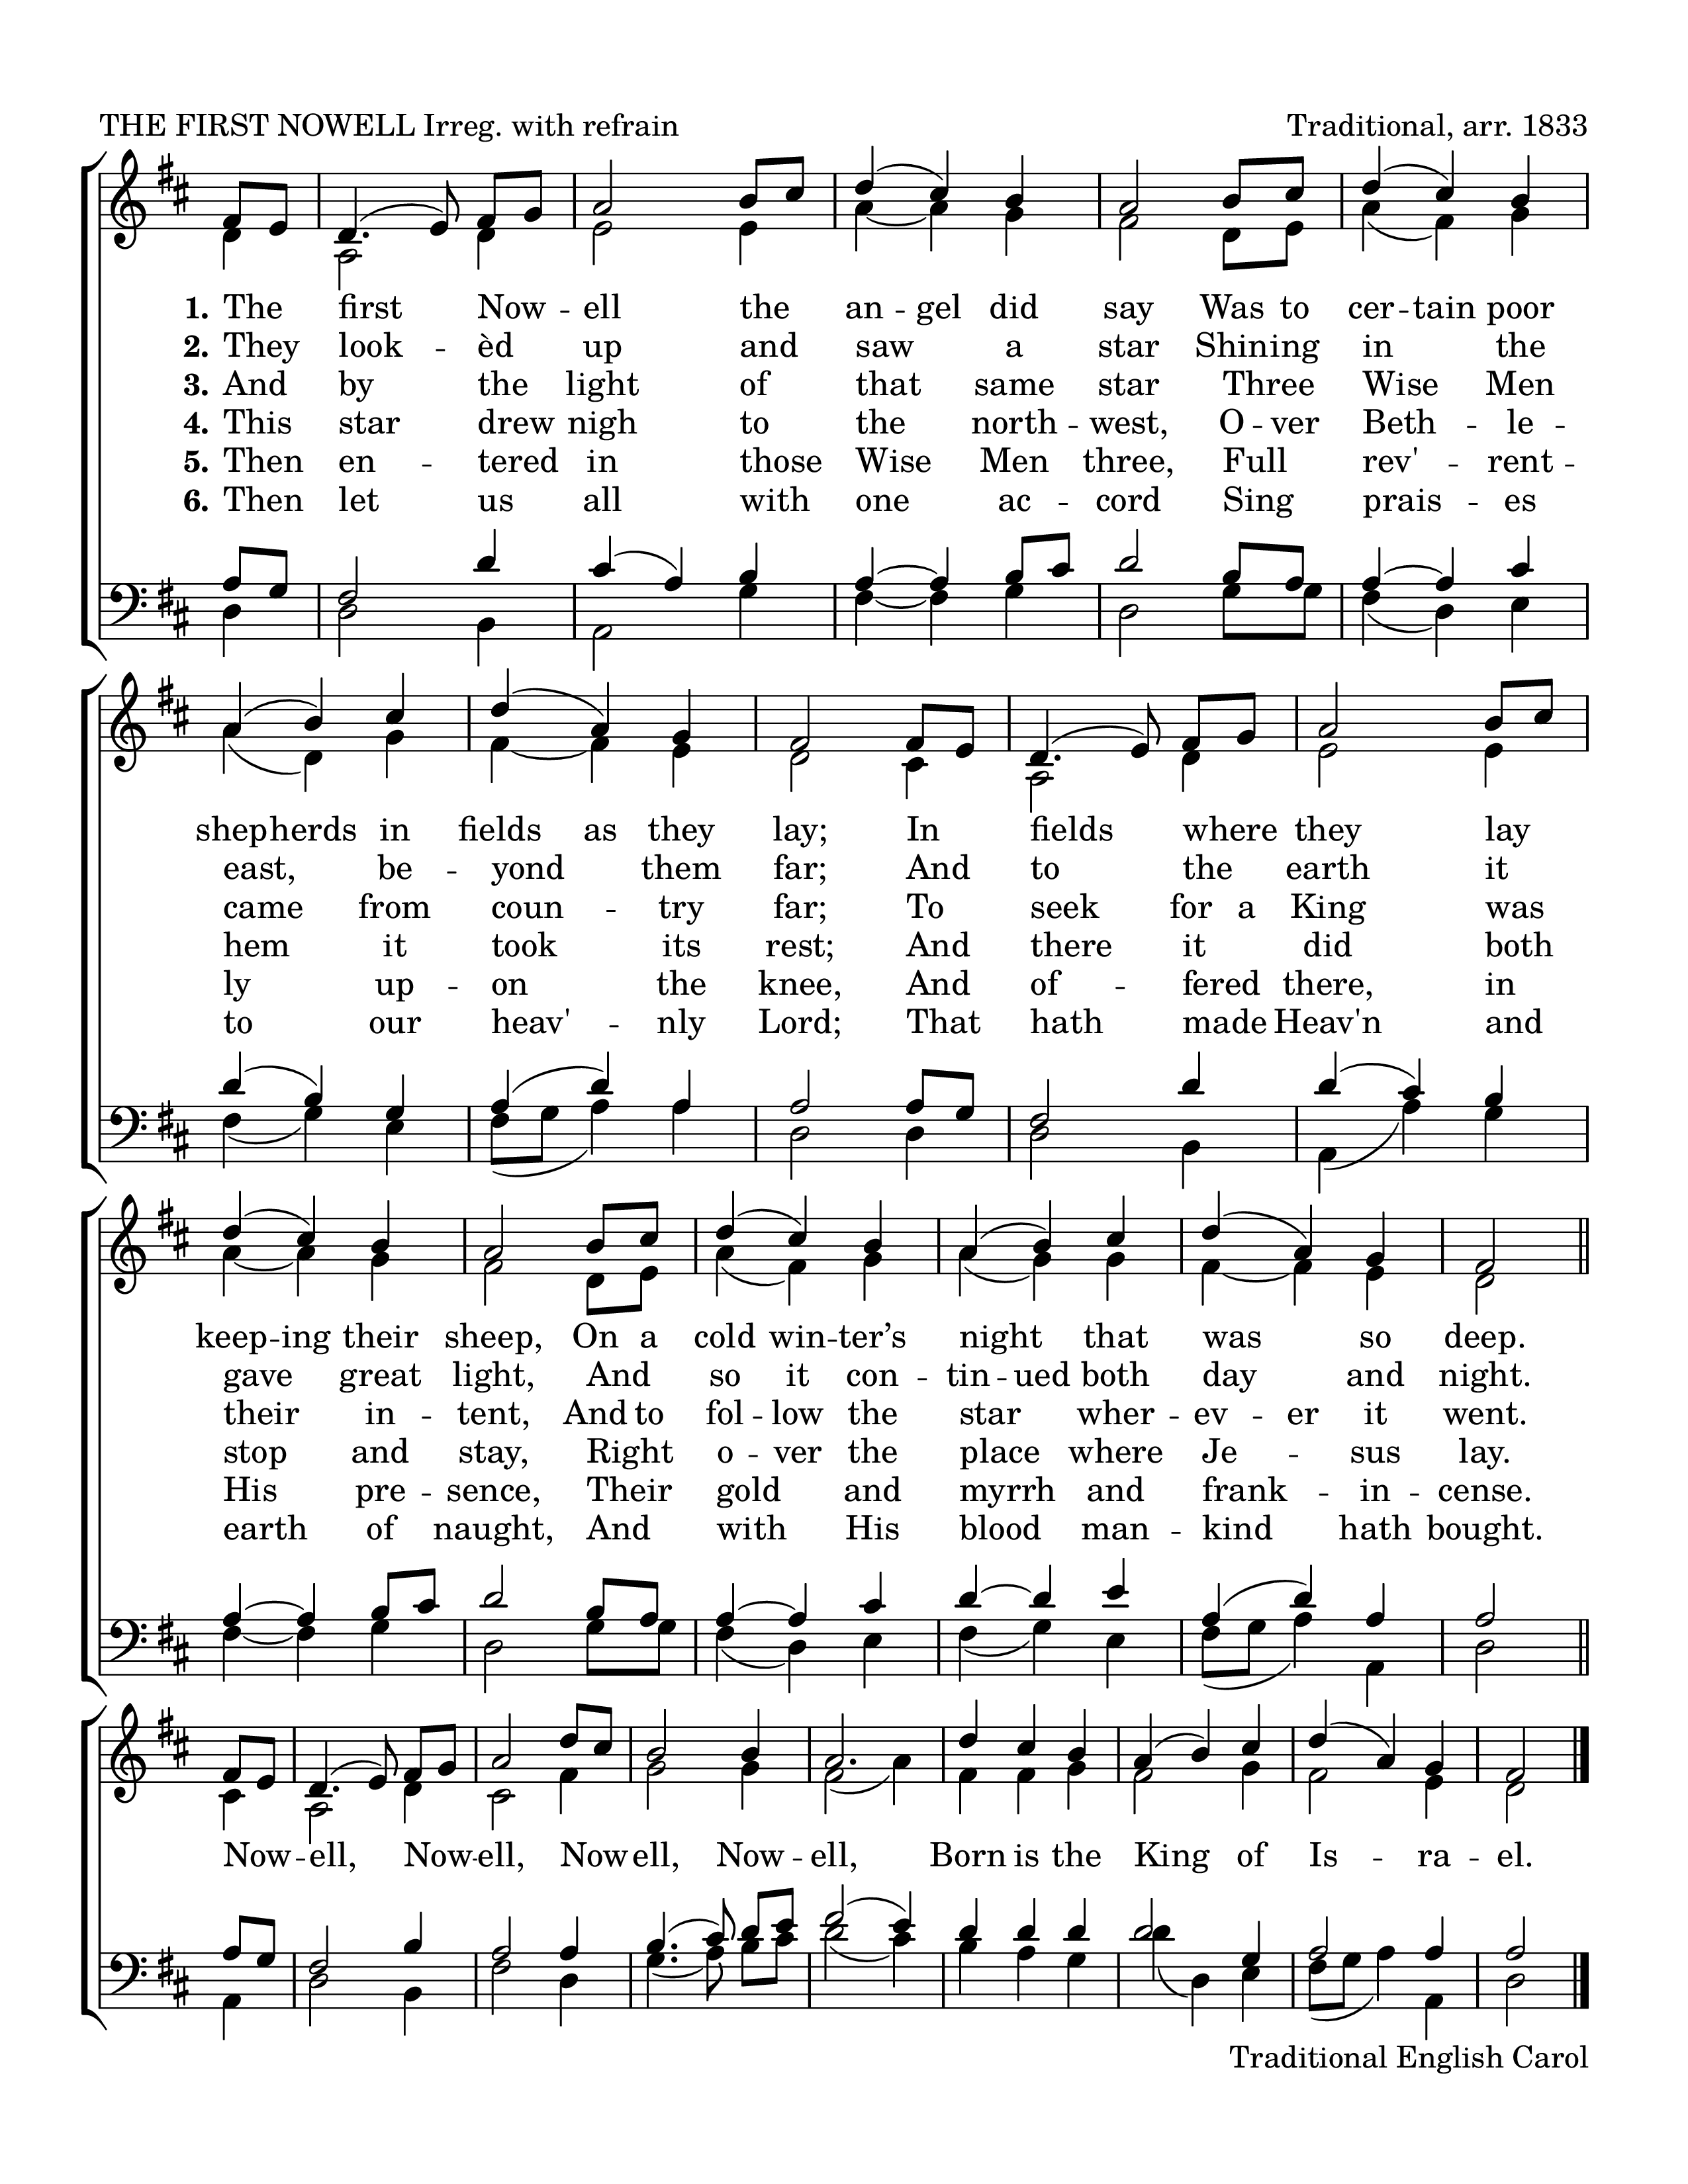 THE FIRST NOWELL Irreg. with refrain
Traditional, arr. 1833
1. The first Now -- ell the an -- gel did say Was to cer -- tain poor
2. They look -- èd up and saw a star Shining in the
3. And by the light of that same star Three Wise Men
4. This star drew nigh to the north -- west, O -- ver Beth -- le --
5. Then en -- tered in those Wise Men three, Full rev' -- rent --
6. Then let us all with one ac -- cord Sing prais -- es
shepherds in fields as they lay; In fields where they lay
east, be -- yond them far; And to the earth it
came from coun -- try far; To seek for a King was
hem it took its rest; And there it did both
ly up -- on the knee, And of -- fered there, in
to our heav' -- nly Lord; That hath made Heav'n and
keep -- ing their sheep, On a cold win -- ter’s night that was so deep.
gave great light, And so it con -- tin -- ued both day and night.
their in -- tent, And to fol -- low the star wher -- ev -- er it went.
stop and stay, Right o -- ver the place where Je -- sus lay.
His pre -- sence, Their gold and myrrh and frank -- in -- cense.
earth of naught, And with His blood man -- kind hath bought.
Now -- ell, Now -- ell, Now ell, Now -- ell, Born is the King of Is -- ra -- el.
Traditional English Carol